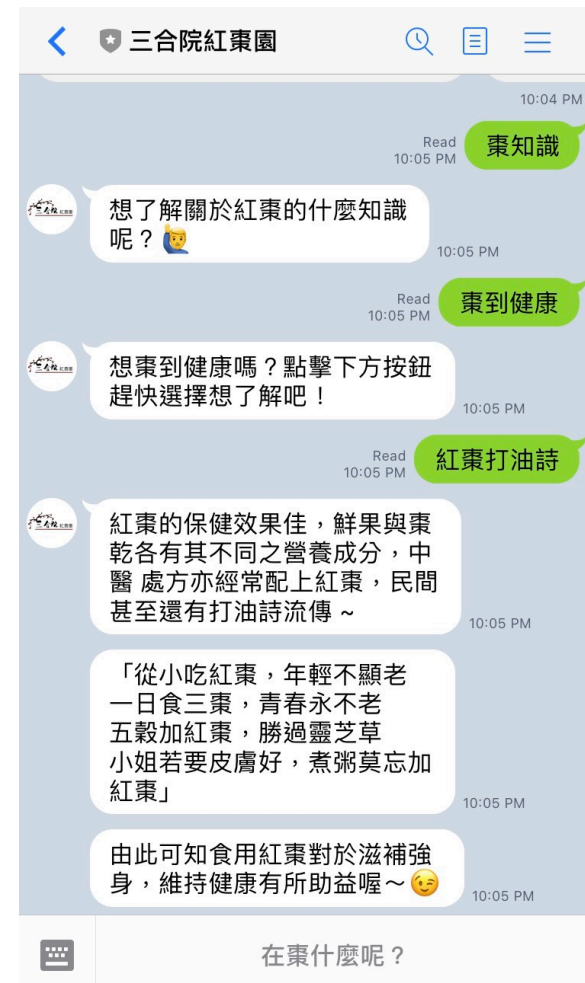 三合院紅棗園
10:04 PM
Read
10:05 PM
棗知識
想了解關於紅棗的什麼知識
呢？🙋‍♂️
10:05 PM
Read
10:05 PM
棗到健康
想棗到健康嗎？點擊下方按鈕
趕快選擇想了解吧！
10:05 PM
Read
10:05 PM
紅棗打油詩
紅棗的保健效果佳，鮮果與棗
乾各有其不同之營養成分，中
醫 處方亦經常配上紅棗，民間
甚至還有打油詩流傳 ~
10:05 PM
「從小吃紅棗，年輕不顯老
一日食三棗，青春永不老
五穀加紅棗，勝過靈芝草
小姐若要皮膚好，煮粥莫忘加
紅棗」
10:05 PM
由此可知食用紅棗對於滋補強
身，維持健康有所助益喔～😉
10:05 PM
在棗什麼呢？